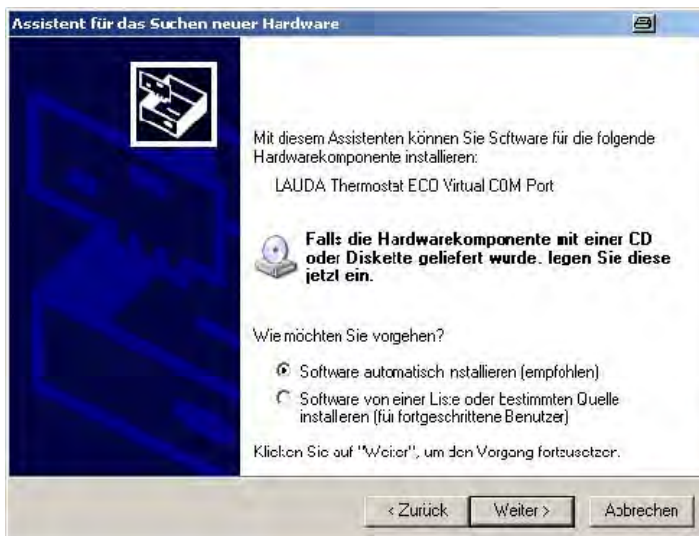 Assistent für das Suchen neuer Hardware
Mit diesem Assistenten können Sie Software für die folgende
Hardwarekomponente installieren:
LAUDA Thermostat ECO Virtual COM Port
Falls die Hardwarekomponente mit einer CD
oder Diskette geliefert wurde, legen Sie diese
jetzt ein.
Wie möchten Sie vorgehen?
Software automatisch installieren (empfohlen)
Software von einer Liste oder bestimmten Quelle
installieren (für fortgeschrittene Benutzer)
Klicken Sie auf "Weiter", um den Vorgang fortzusetzen.
< Zurück
Weiter >
Abbrechen